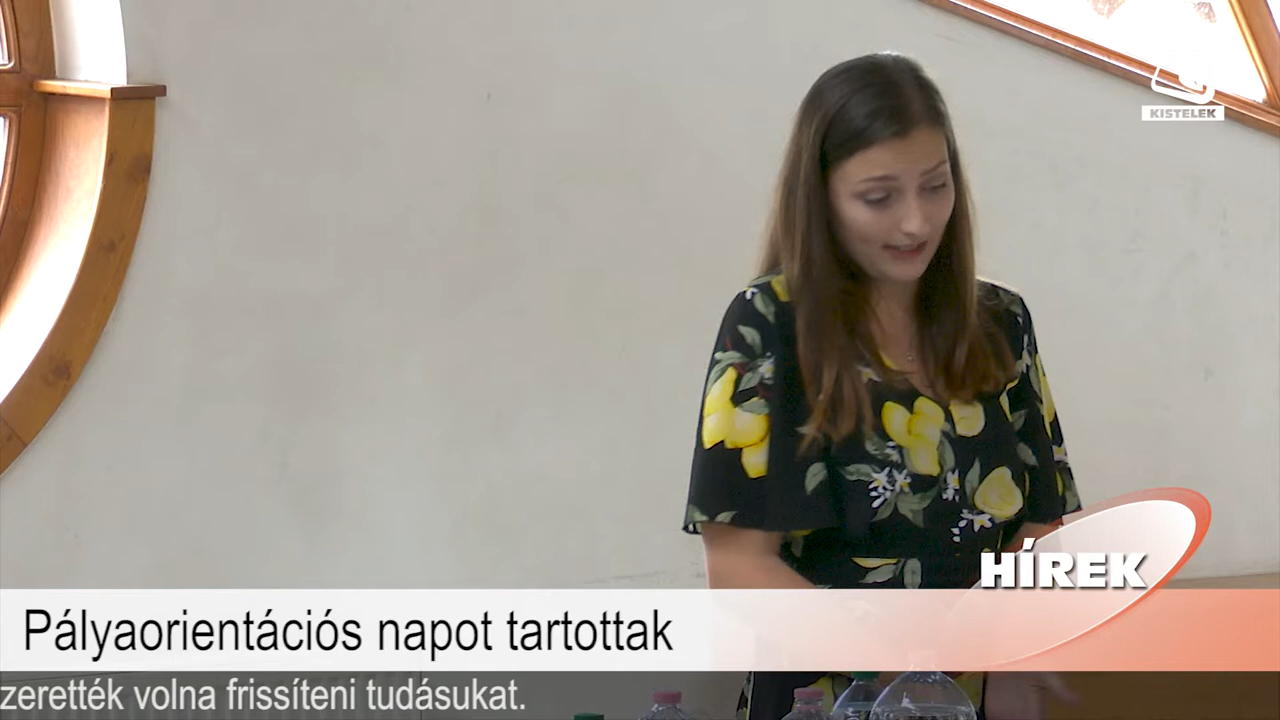 KISTELEK
HÍREK
Pályaorientációs napot tartottak
zerették volna frissíteni tudásukat.